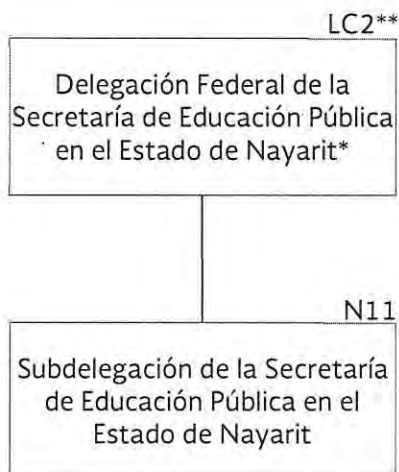 LC2**
Delegación Federal de la
Secretaría de Educación Pública
en el Estado de Nayarit*
N11
Subdelegación de la Secretaría
de Educación Pública en el
Estado de Nayarit